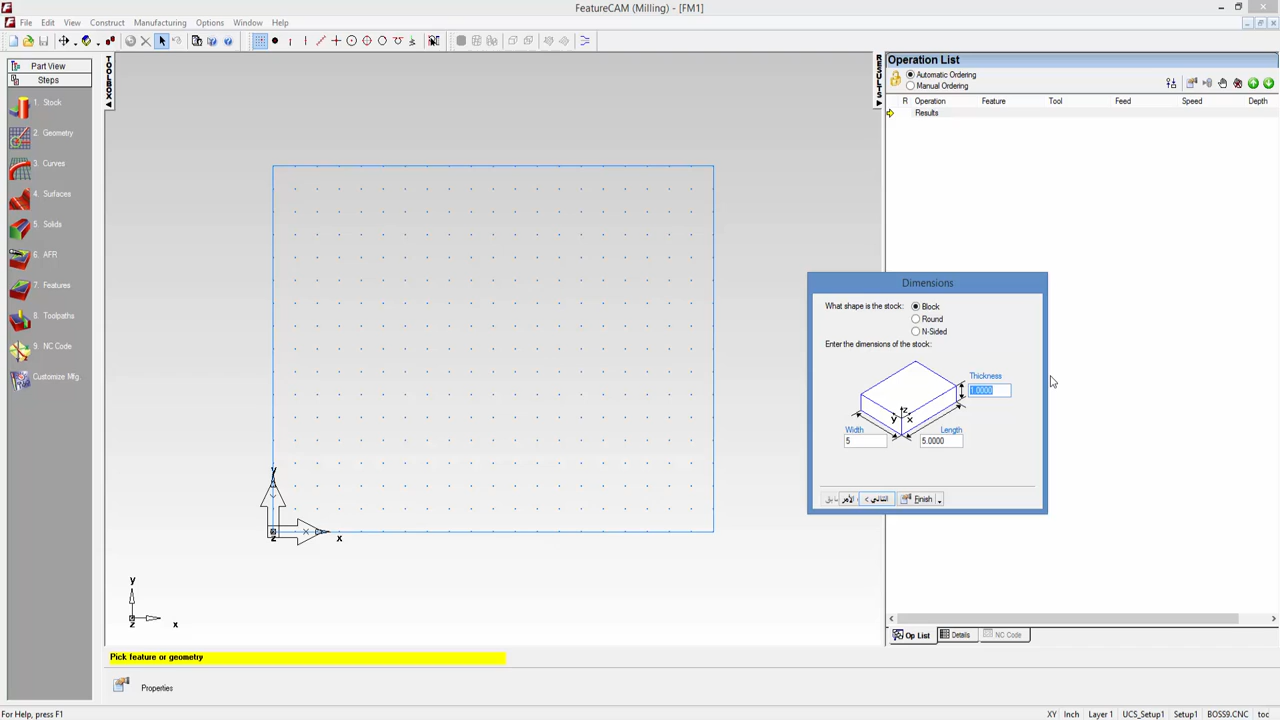 FeatureCAM (Milling) - [FM1]
File Edit View Construct Manufacturing Options Window Help
Part View
Steps
1. Stock
2. Geometry
3. Curves
4. Surfaces
5. Solids
6. AFR
7. Features
8. Toolpaths
9. NC Code
Customize Mfg.
TOOLBOX
RESULTS
y
z
x
y
z
x
Operation List
Automatic Ordering
Manual Ordering
R Operation Feature Tool Feed Speed Depth
Results
Dimensions
What shape is the stock:
Block
Round
N-Sided
Enter the dimensions of the stock:
Thickness
1.0000
z
y x
Width Length
5 5.0000
التالي > Finish
Op List Details NC Code
Pick feature or geometry
Properties
For Help, press F1
XY Inch Layer 1 UCS_Setup1 Setup1 BOSS9.CNC toc